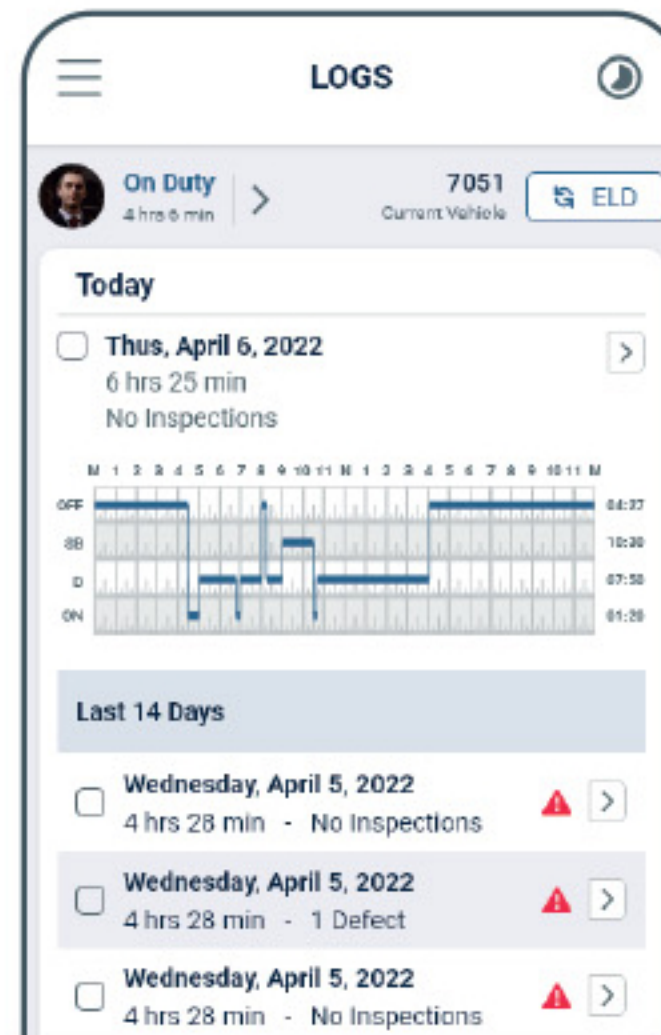 LOGS
On Duty
4 hrs 6 min
7051
Current Vehicle
ELD
Today
Thus, April 6, 2022
6 hrs 25 min
No Inspections
M 1 2 3 4 5 6 7 8 9 10 11 M 1 2 3 4 5 6 7 8 9 10 11 M
OFF 04:27
SB 10:30
D 07:50
ON 01:20
Last 14 Days
Wednesday, April 5, 2022
4 hrs 28 min - No Inspections
Wednesday, April 5, 2022
4 hrs 28 min - 1 Defect
Wednesday, April 5, 2022
4 hrs 28 min - No Inspections